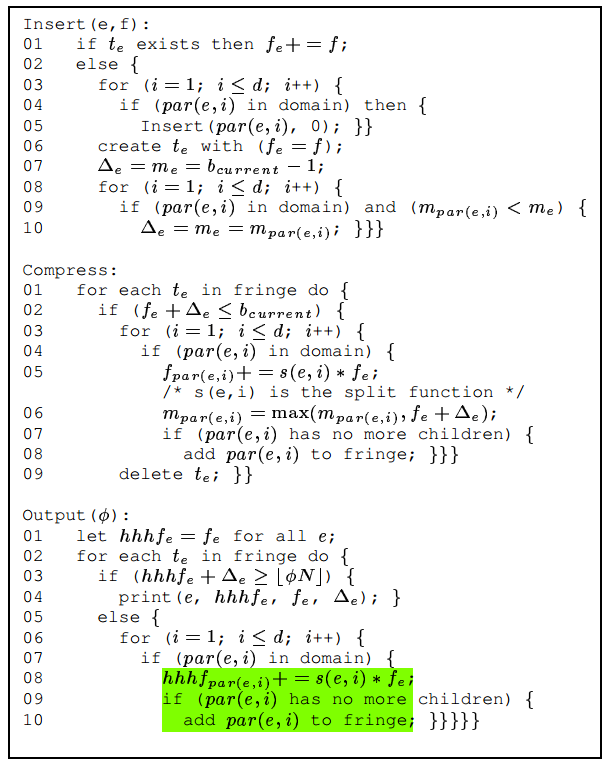 Insert(e,f):
01 if t_e exists then f_e+ = f;
02 else {
03 for (i = 1; i ≤ d; i++) {
04 if (par(e, i) in domain) then {
05 Insert(par(e, i), 0); }}
06 create t_e with (f_e = f);
07 Δ_e = m_e = b_current − 1;
08 for (i = 1; i ≤ d; i++) {
09 if (par(e, i) in domain) and (m_par(e,i) < m_e) {
10 Δ_e = m_e = m_par(e,i); }}}
Compress:
01 for each t_e in fringe do {
02 if (f_e + Δ_e ≤ b_current) {
03 for (i = 1; i ≤ d; i++) {
04 if (par(e, i) in domain) {
05 f_par(e,i)+ = s(e, i) * f_e;
/* s(e,i) is the split function */
06 m_par(e,i) = max(m_par(e,i), f_e + Δ_e);
07 if (par(e, i) has no more children) {
08 add par(e, i) to fringe; }}}
09 delete t_e; }}
Output(ϕ):
01 let hhhf_e = f_e for all e;
02 for each t_e in fringe do {
03 if (hhhf_e + Δ_e ≥ ⌊ϕN⌋) {
04 print(e, hhhf_e, f_e, Δ_e); }
05 else {
06 for (i = 1; i ≤ d; i++) {
07 if (par(e, i) in domain) {
08 hhhf_par(e,i)+ = s(e, i) * f_e;
09 if (par(e, i) has no more children) {
10 add par(e, i) to fringe; }}}}}